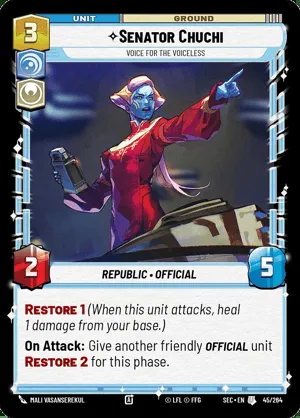 UNIT
GROUND
3
✧SENATOR CHUCHI
VOICE FOR THE VOICELESS
2
REPUBLIC • OFFICIAL
5
RESTORE 1 (When this unit attacks, heal
1 damage from your base.)
On Attack: Give another friendly OFFICIAL unit
RESTORE 2 for this phase.
MALI VASANSEREKUL
© LFL © FFG
SEC • EN
U
45/264